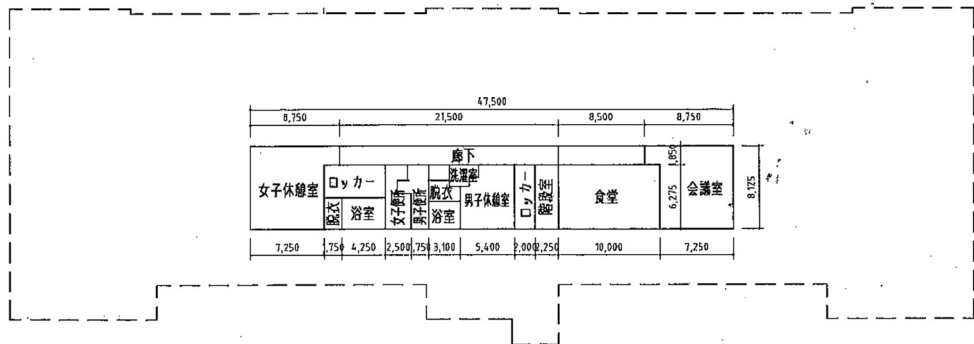 47,500
8,750 21,500 8,500 8,750
廊下
1,850
女子休憩室
ロッカー
脱衣
浴室
女子便所
男子便所
洗濯室
脱衣
浴室
男子休憩室
ロッカー
階段室
食堂
6,275
会議室
8,125
7,250 1,750 4,250 2,500 1,750 3,100 5,400 2,000 2,250 10,000 7,250